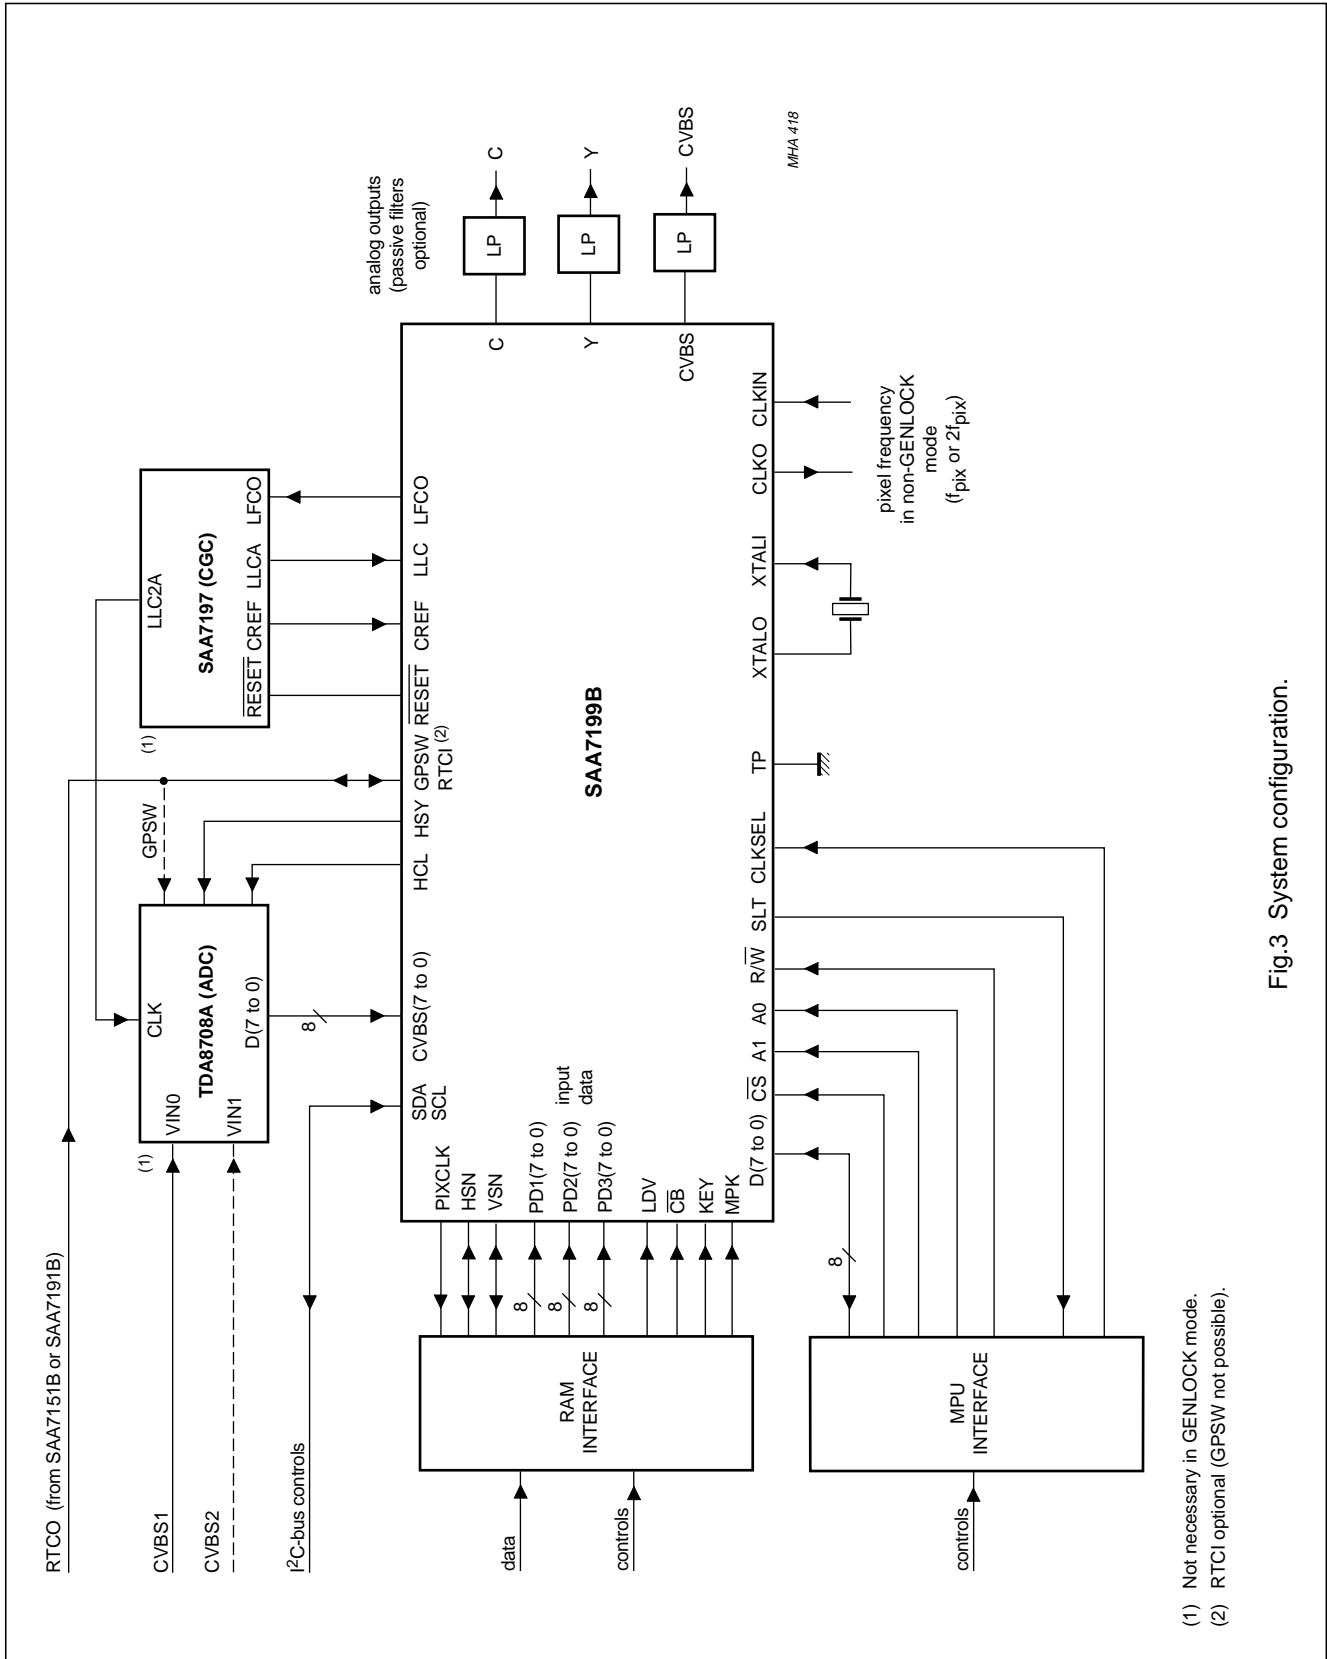 RTCO (from SAA7151B or SAA7191B)
CVBS1
CVBS2
I²C-bus controls
(1)
VIN0
VIN1
CLK
TDA8708A (ADC)
D(7 to 0)
GPSW
8
(1)
LLC2A
SAA7197 (CGC)
RESET CREF LLCA LFCO
SDA
SCL
CVBS(7 to 0)
HCL
HSY
GPSW
RTCI (2)
RESET
CREF
LLC
LFCO
analog outputs
(passive filters
optional)
LP
C
LP
Y
LP
CVBS
C
Y
CVBS
MHA 418
SAA7199B
PIXCLK
HSN
VSN
PD1(7 to 0)
PD2(7 to 0)
PD3(7 to 0)
input
data
LDV
CB
KEY
MPK
8
8
8
RAM
INTERFACE
data
controls
D(7 to 0)
CS
A1
A0
R/W
SLT
CLKSEL
TP
XTALO
XTALI
CLKO
CLKIN
pixel frequency
in non-GENLOCK
mode
(fpix or 2fpix)
8
MPU
INTERFACE
controls
(1) Not necessary in GENLOCK mode.
(2) RTCI optional (GPSW not possible).
Fig.3 System configuration.